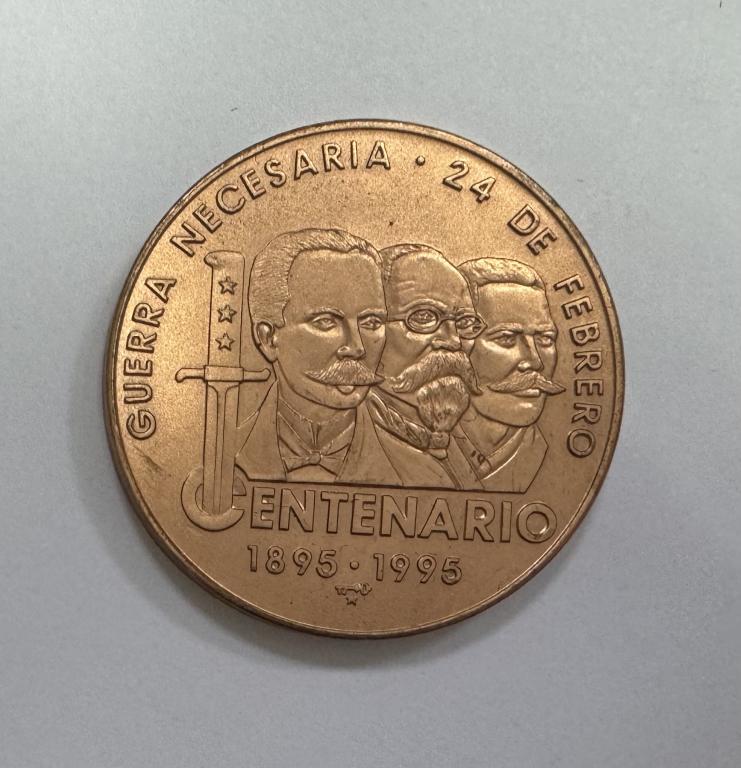 GUERRA NECESARIA · 24 DE FEBRERO
CENTENARIO
1895 · 1995